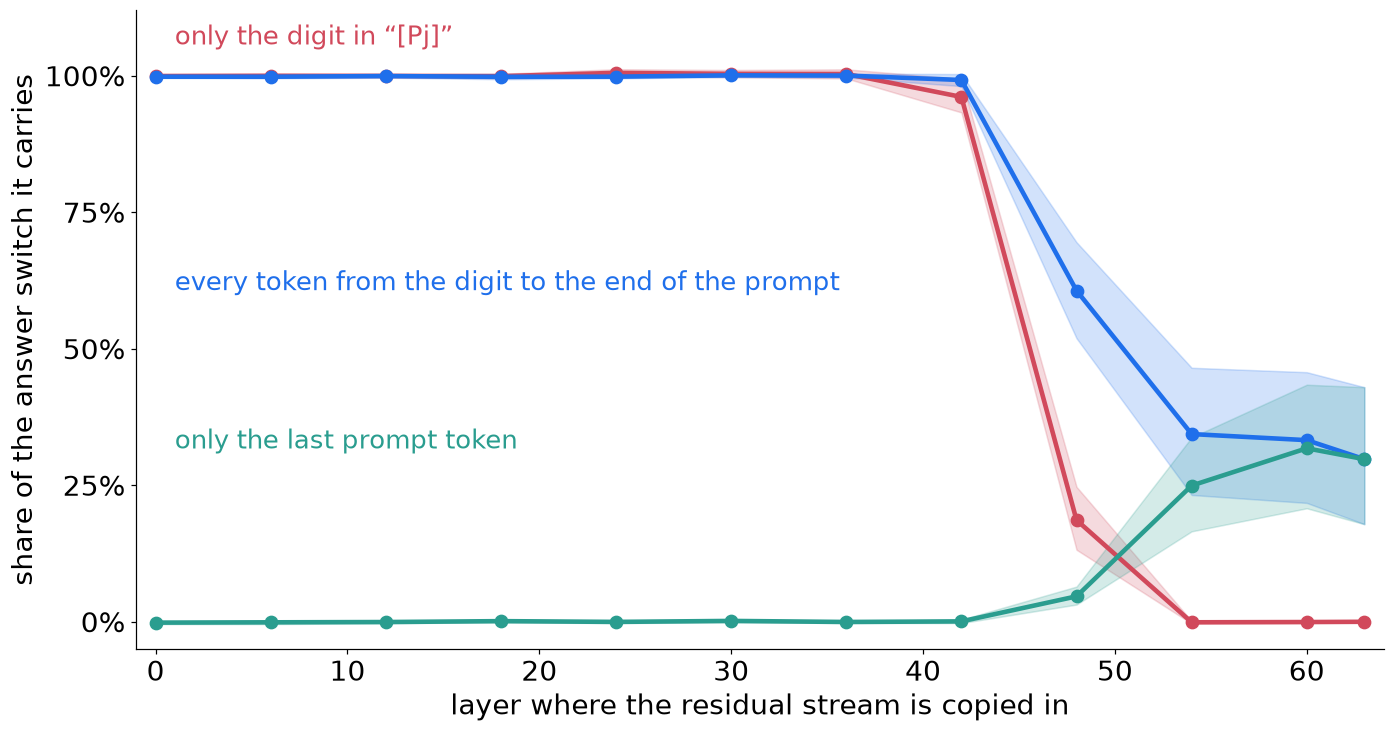 only the digit in “[Pj]”
100%
75%
every token from the digit to the end of the prompt
50%
only the last prompt token
25%
0%
share of the answer switch it carries
0 10 20 30 40 50 60
layer where the residual stream is copied in